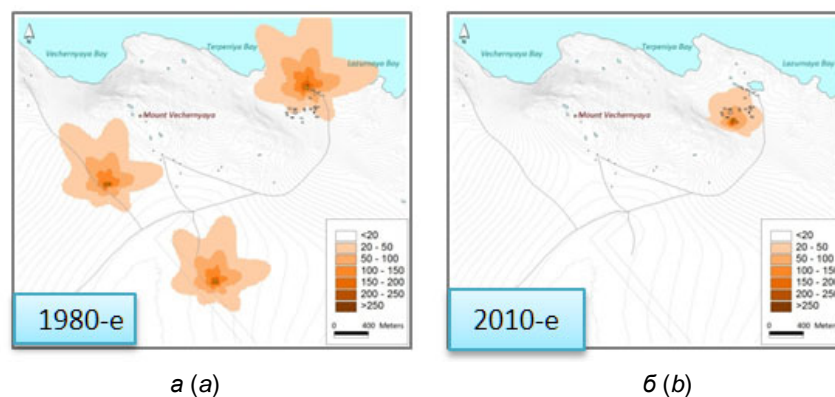 Vechernyaya Bay
Terpeniya Bay
Lazurnaya Bay
Mount Vechernyaya
<20
20 - 50
50 - 100
100 - 150
150 - 200
200 - 250
>250
0 400 Meters
1980-е
Vechernyaya Bay
Terpeniya Bay
Lazurnaya Bay
Mount Vechernyaya
<20
20 - 50
50 - 100
100 - 150
150 - 200
200 - 250
>250
0 400 Meters
2010-е
а (a)
б (b)